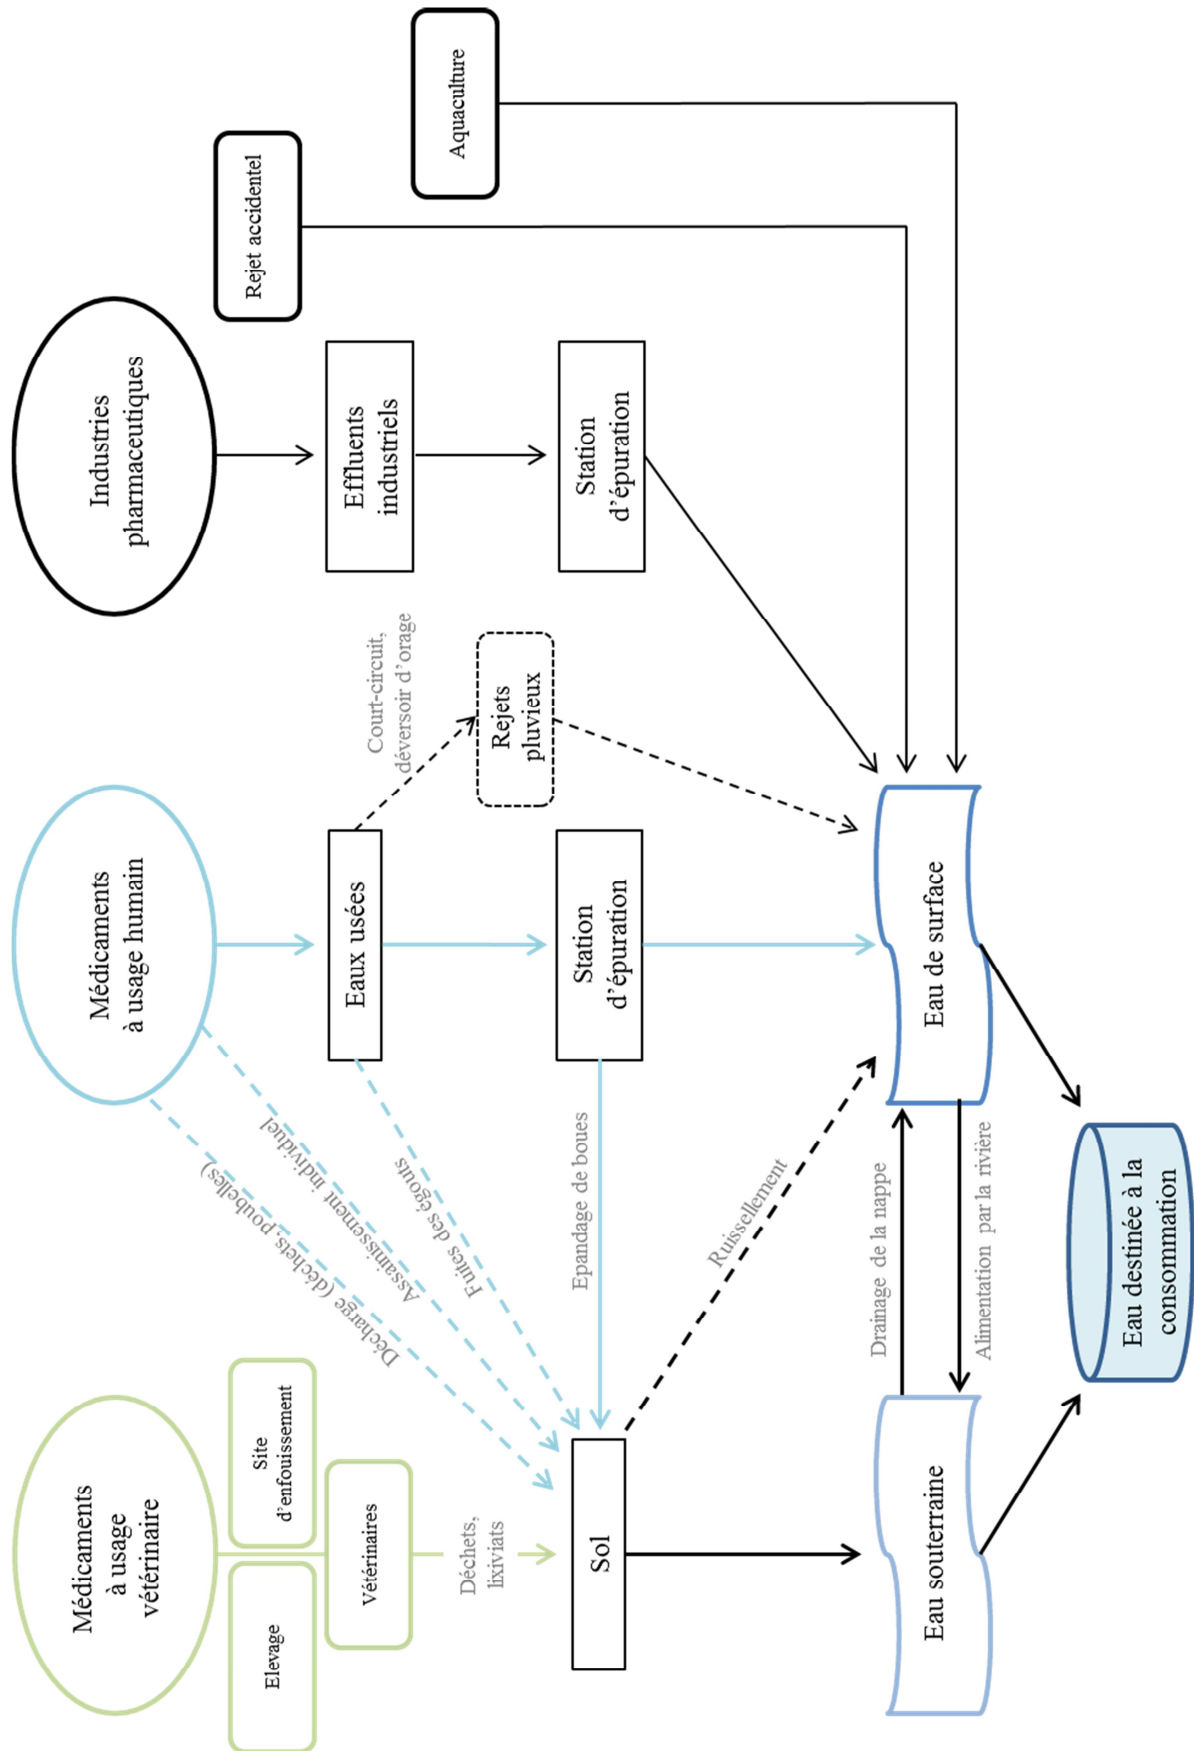 Médicaments
à usage
vétérinaire
Médicaments
à usage humain
Industries
pharmaceutiques
Elevage
Site
d'enfouissement
Rejet accidentel
Vétérinaires
Eaux usées
Effluents
industriels
Court-circuit,
déversoir d'orage
Aquaculture
Décharge (déchets, poubelles)
Assainissement individuel
Fuites des égouts
Déchets,
lixiviats
Rejets
pluvieux
Sol
Epandage de boues
Station
d'épuration
Station
d'épuration
Ruissellement
Eau souterraine
Drainage de la nappe
Alimentation par la rivière
Eau de surface
Eau destinée à la
consommation